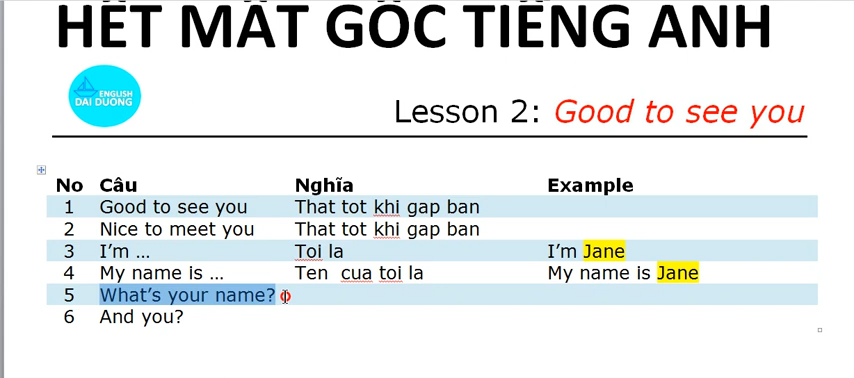 HẾT MẤT GỐC TIẾNG ANH
ENGLISH
DAI DUONG
Lesson 2: Good to see you
No Câu Nghĩa Example
1 Good to see you That tot khi gap ban
2 Nice to meet you That tot khi gap ban
3 I’m … Toi la I’m Jane
4 My name is … Ten cua toi la My name is Jane
5 What’s your name?
6 And you?